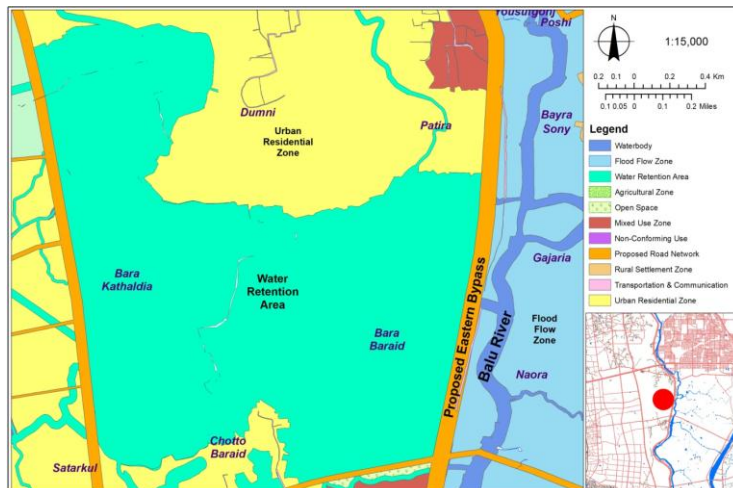 Yousufgonj
Poshi
Dumni
Urban
Residential
Zone
Patira
Bayra
Sony
Bara
Kathaldia
Water
Retention
Area
Bara
Baraid
Proposed Eastern Bypass
Balu River
Gajaria
Flood
Flow
Zone
Naora
Chotto
Baraid
Satarkul
N
1:15,000
0.2 0.1 0 0.2 0.4 Km
0.1 0.05 0 0.1 0.2 Miles
Legend
Waterbody
Flood Flow Zone
Water Retention Area
Agricultural Zone
Open Space
Mixed Use Zone
Non-Conforming Use
Proposed Road Network
Rural Settlement Zone
Transportation & Communication
Urban Residential Zone